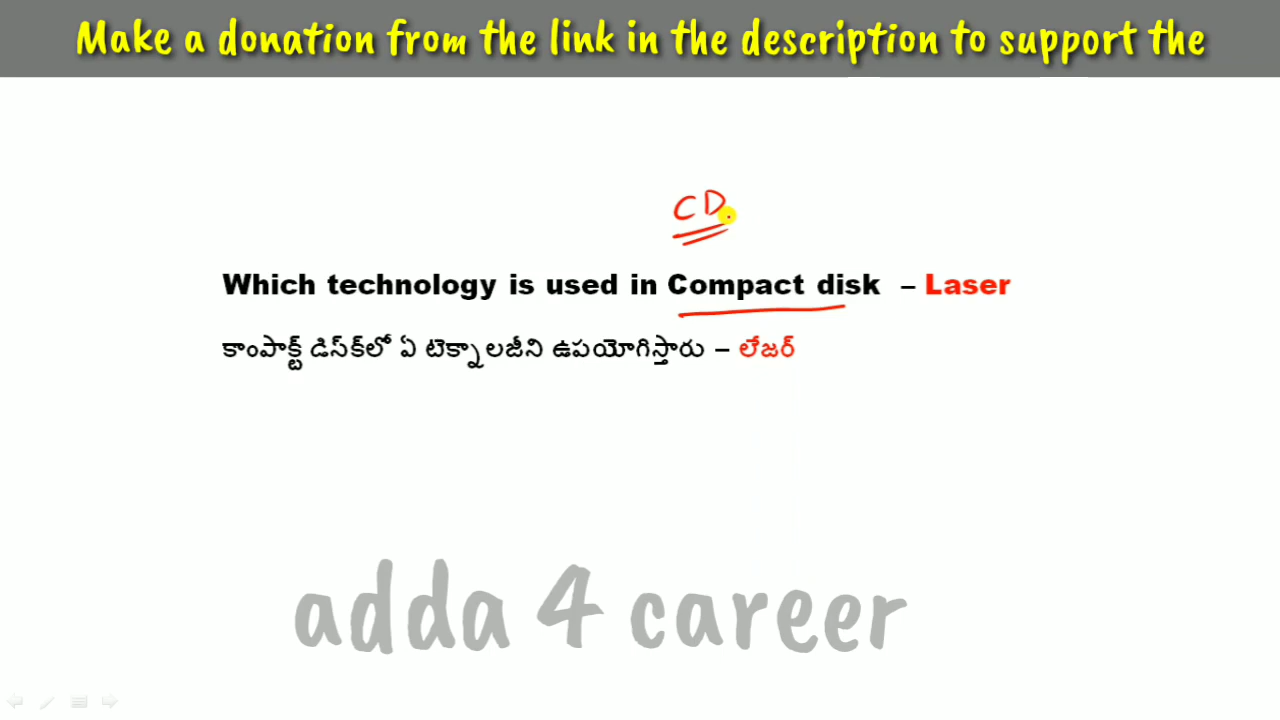 Make a donation from the link in the description to support the
CD
Which technology is used in Compact disk – Laser
కాంపాక్ట్ డిస్క్‌లో ఏ టెక్నాలజీని ఉపయోగిస్తారు – లేజర్
adda 4 career